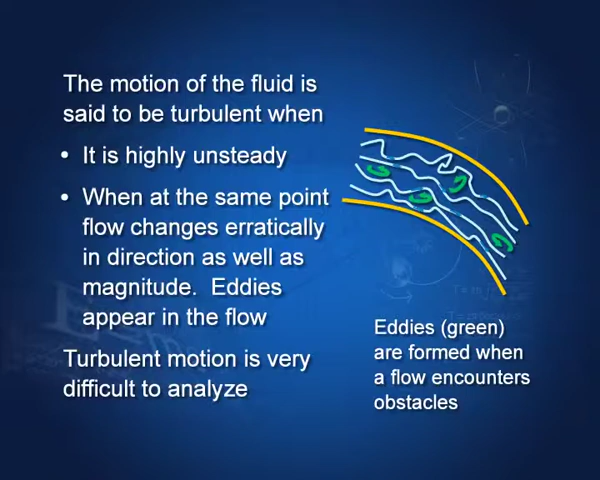 The motion of the fluid is
said to be turbulent when
• It is highly unsteady
• When at the same point
flow changes erratically
in direction as well as
magnitude. Eddies
appear in the flow
Turbulent motion is very
difficult to analyze
Eddies (green)
are formed when
a flow encounters
obstacles